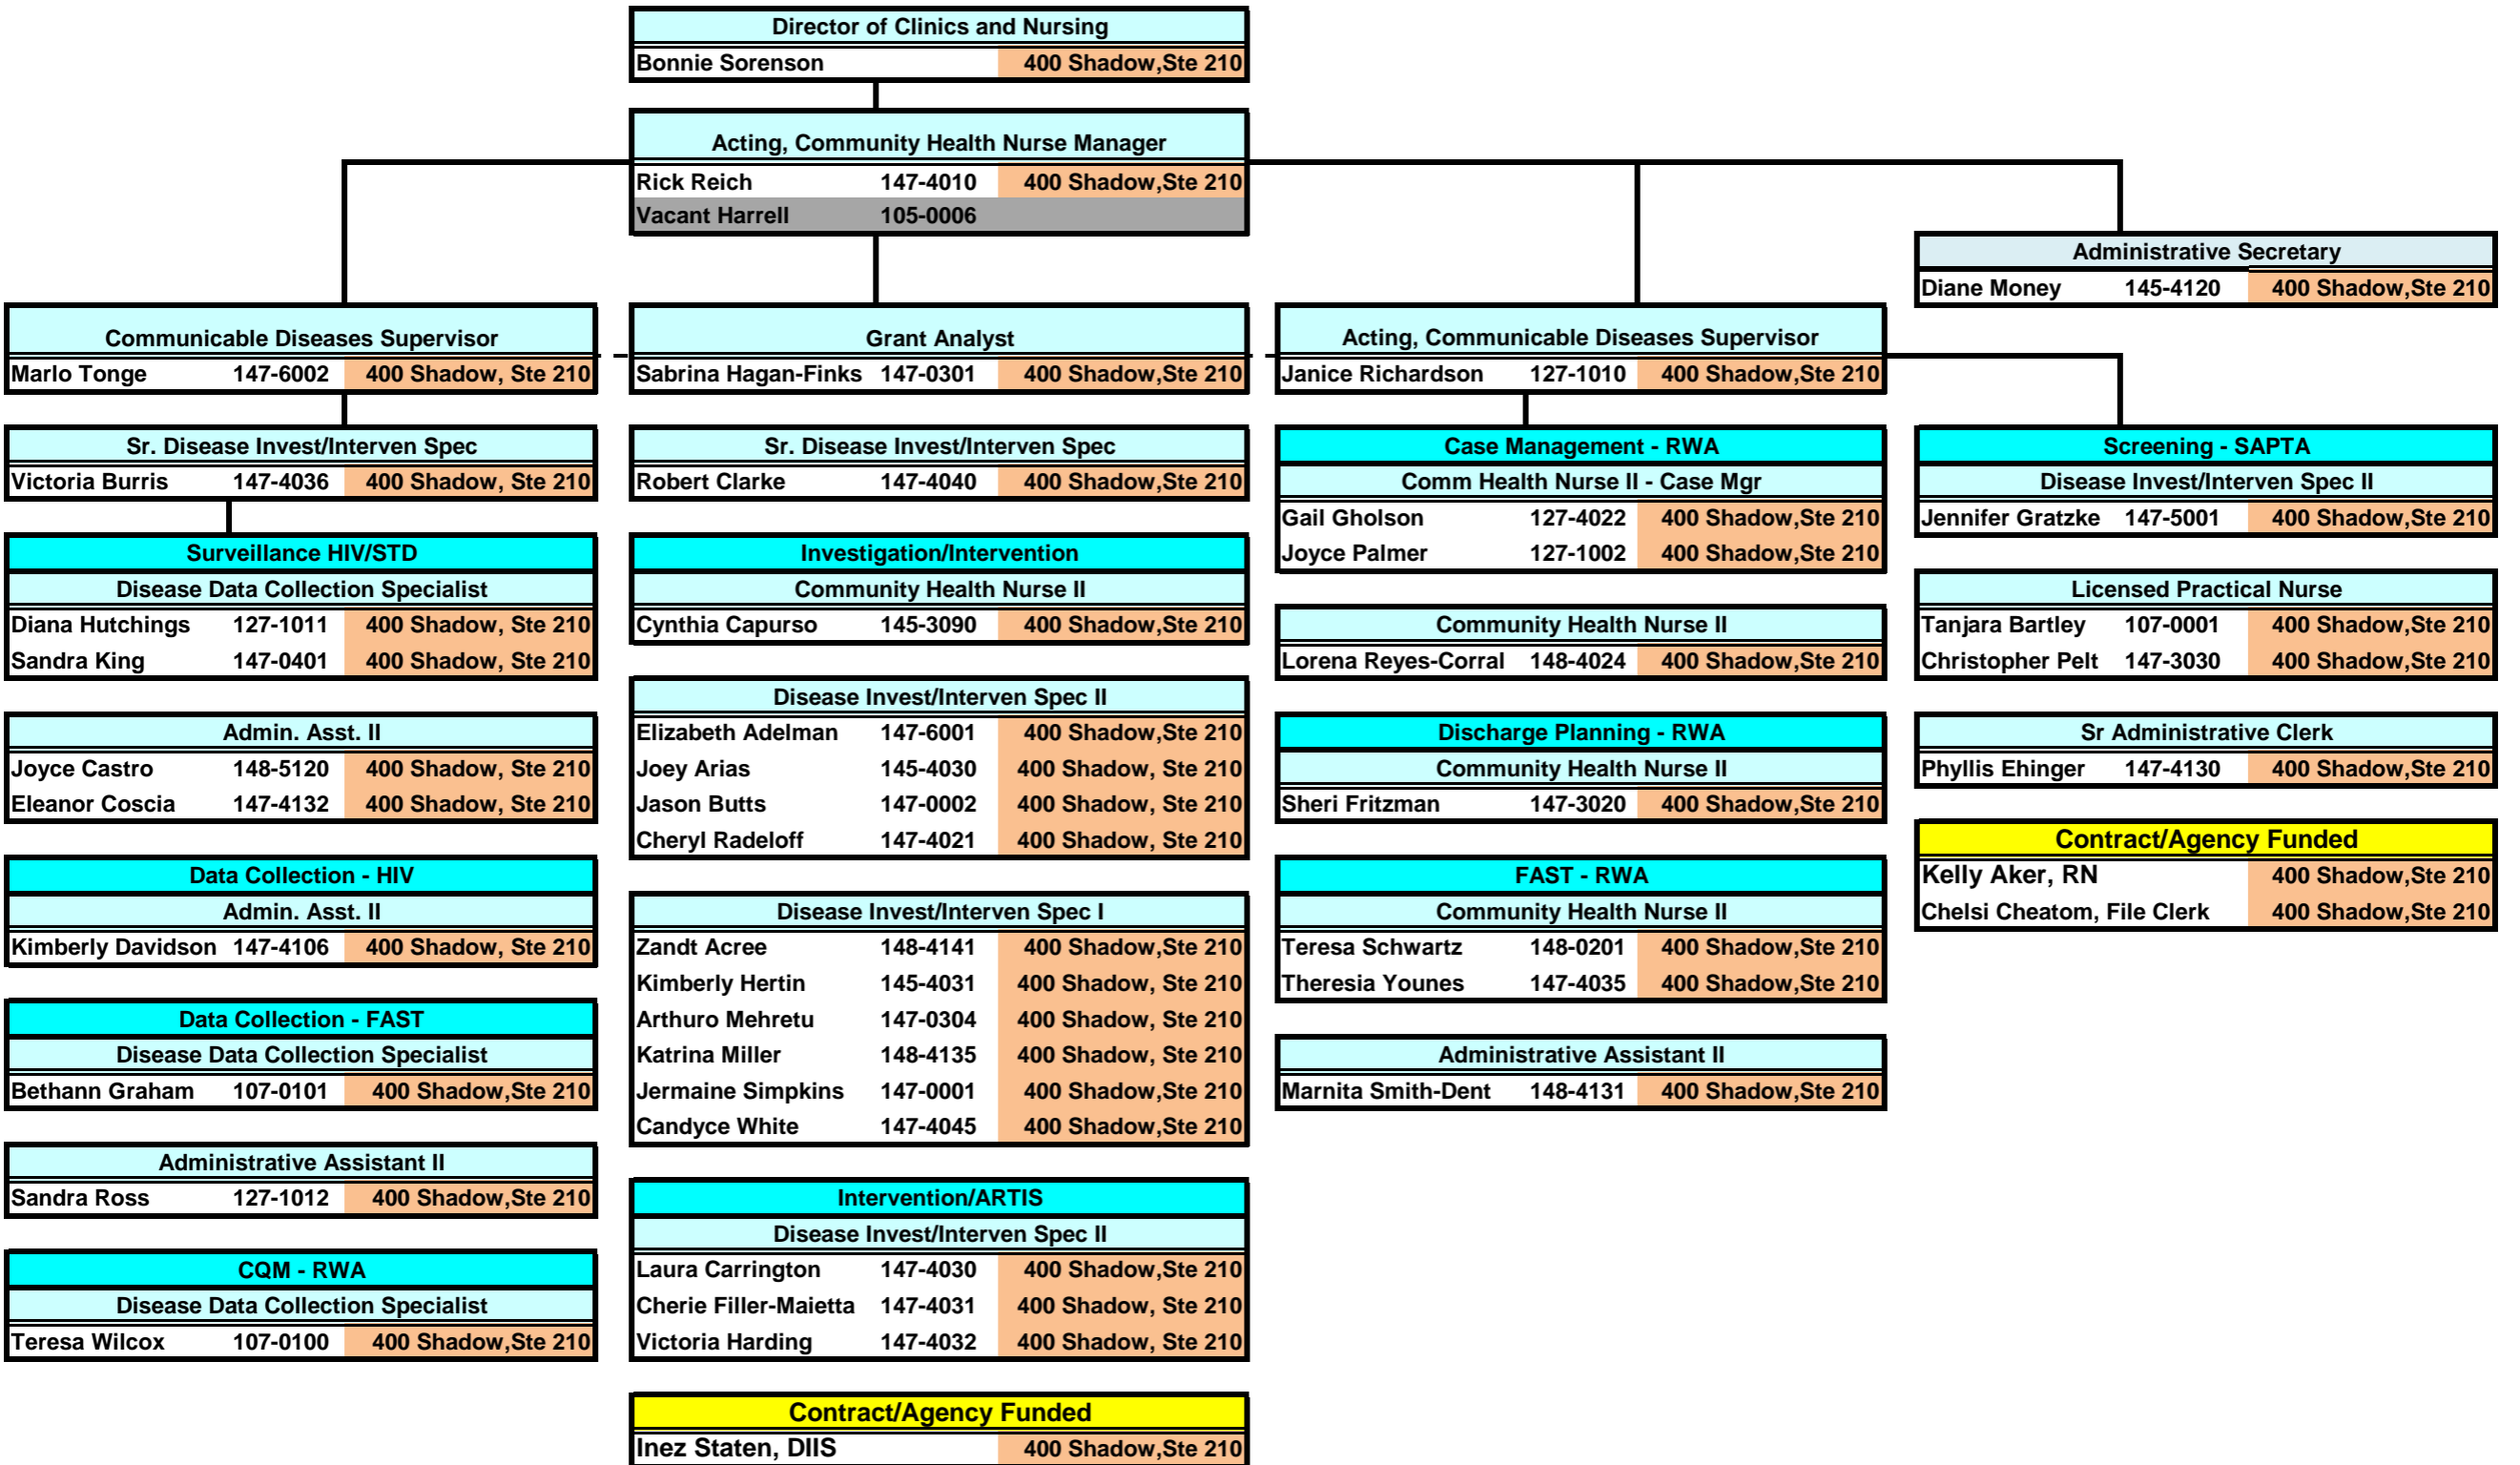 Director of Clinics and Nursing
Bonnie Sorenson 400 Shadow,Ste 210
Acting, Community Health Nurse Manager
Rick Reich 147-4010 400 Shadow,Ste 210
Vacant Harrell 105-0006
Administrative Secretary
Diane Money 145-4120 400 Shadow,Ste 210
Communicable Diseases Supervisor
Marlo Tonge 147-6002 400 Shadow, Ste 210
Grant Analyst
Sabrina Hagan-Finks 147-0301 400 Shadow,Ste 210
Acting, Communicable Diseases Supervisor
Janice Richardson 127-1010 400 Shadow,Ste 210
Sr. Disease Invest/Interven Spec
Victoria Burris 147-4036 400 Shadow, Ste 210
Surveillance HIV/STD
Disease Data Collection Specialist
Diana Hutchings 127-1011 400 Shadow, Ste 210
Sandra King 147-0401 400 Shadow, Ste 210
Admin. Asst. II
Joyce Castro 148-5120 400 Shadow, Ste 210
Eleanor Coscia 147-4132 400 Shadow, Ste 210
Data Collection - HIV
Admin. Asst. II
Kimberly Davidson 147-4106 400 Shadow, Ste 210
Data Collection - FAST
Disease Data Collection Specialist
Bethann Graham 107-0101 400 Shadow,Ste 210
Administrative Assistant II
Sandra Ross 127-1012 400 Shadow,Ste 210
CQM - RWA
Disease Data Collection Specialist
Teresa Wilcox 107-0100 400 Shadow,Ste 210
Sr. Disease Invest/Interven Spec
Robert Clarke 147-4040 400 Shadow, Ste 210
Investigation/Intervention
Community Health Nurse II
Cynthia Capurso 145-3090 400 Shadow, Ste 210
Disease Invest/Interven Spec II
Elizabeth Adelman 147-6001 400 Shadow,Ste 210
Joey Arias 145-4030 400 Shadow, Ste 210
Jason Butts 147-0002 400 Shadow, Ste 210
Cheryl Radeloff 147-4021 400 Shadow, Ste 210
Disease Invest/Interven Spec I
Zandt Acree 148-4141 400 Shadow, Ste 210
Kimberly Hertin 145-4031 400 Shadow, Ste 210
Arthuro Mehretu 147-0304 400 Shadow, Ste 210
Katrina Miller 148-4135 400 Shadow, Ste 210
Jermaine Simpkins 147-0001 400 Shadow,Ste 210
Candyce White 147-4045 400 Shadow,Ste 210
Intervention/ARTIS
Disease Invest/Interven Spec II
Laura Carrington 147-4030 400 Shadow,Ste 210
Cherie Filler-Maietta 147-4031 400 Shadow, Ste 210
Victoria Harding 147-4032 400 Shadow, Ste 210
Contract/Agency Funded
Inez Staten, DIIS 400 Shadow,Ste 210
Case Management - RWA
Comm Health Nurse II - Case Mgr
Gail Gholson 127-4022 400 Shadow,Ste 210
Joyce Palmer 127-1002 400 Shadow,Ste 210
Community Health Nurse II
Lorena Reyes-Corral 148-4024 400 Shadow,Ste 210
Discharge Planning - RWA
Community Health Nurse II
Sheri Fritzman 147-3020 400 Shadow,Ste 210
FAST - RWA
Community Health Nurse II
Teresa Schwartz 148-0201 400 Shadow,Ste 210
Theresia Younes 147-4035 400 Shadow,Ste 210
Administrative Assistant II
Marnita Smith-Dent 148-4131 400 Shadow,Ste 210
Screening - SAPTA
Disease Invest/Interven Spec II
Jennifer Gratzke 147-5001 400 Shadow,Ste 210
Licensed Practical Nurse
Tanjara Bartley 107-0001 400 Shadow,Ste 210
Christopher Pelt 147-3030 400 Shadow,Ste 210
Sr Administrative Clerk
Phyllis Ehinger 147-4130 400 Shadow,Ste 210
Contract/Agency Funded
Kelly Aker, RN 400 Shadow,Ste 210
Chelsi Cheatom, File Clerk 400 Shadow,Ste 210